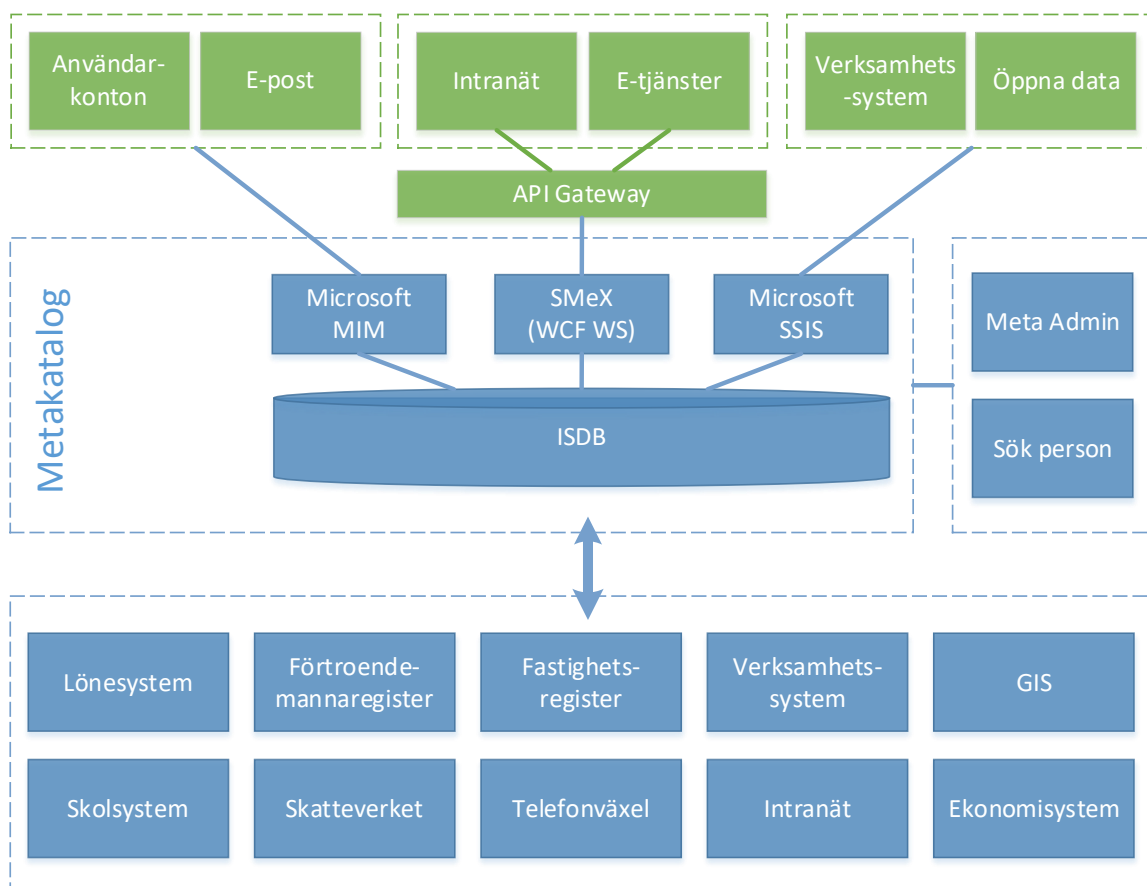 Användar-
konton
E-post
Intranät
E-tjänster
Verksamhets
-system
Öppna data
API Gateway
Metakatalog
Microsoft
MIM
SMeX
(WCF WS)
Microsoft
SSIS
ISDB
Meta Admin
Sök person
Lönesystem
Förtroende-
mannaregister
Fastighets-
register
Verksamhets-
system
GIS
Skolsystem
Skatteverket
Telefonväxel
Intranät
Ekonomisystem